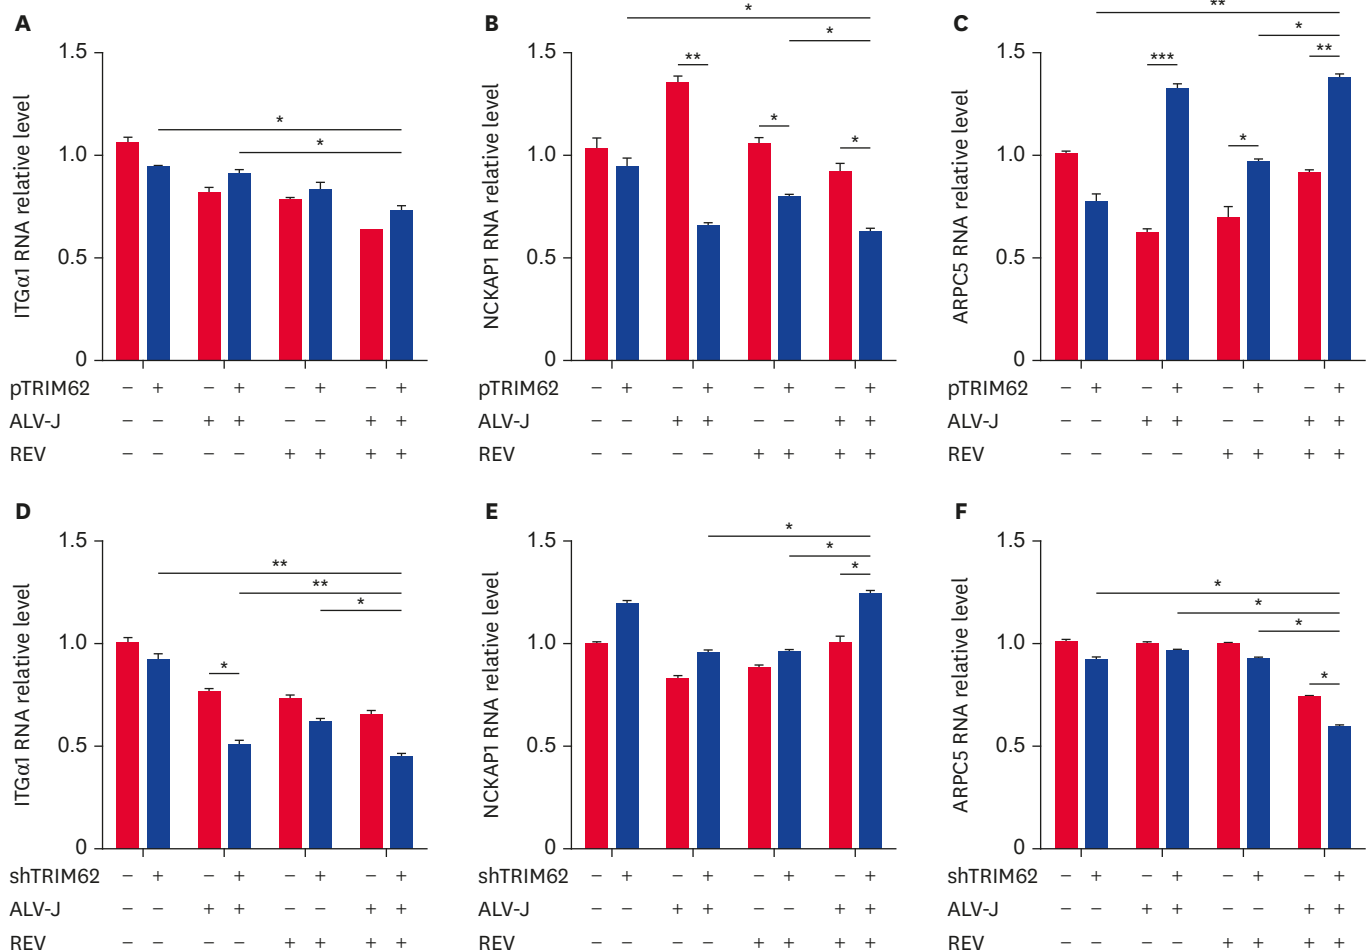 A
ITGα1 RNA relative level
1.5
1.0
0.5
0
*
*
pTRIM62 − + − + − + − +
ALV-J − − + + − − + +
REV − − − − + + + +
B
NCKAP1 RNA relative level
1.5
1.0
0.5
0
*
*
**
*
*
pTRIM62 − + − + − + − +
ALV-J − − + + − − + +
REV − − − − + + + +
C
ARPC5 RNA relative level
1.5
1.0
0.5
0
**
*
**
***
*
pTRIM62 − + − + − + − +
ALV-J − − + + − − + +
REV − − − − + + + +
D
ITGα1 RNA relative level
1.5
1.0
0.5
0
**
**
*
*
shTRIM62 − + − + − + − +
ALV-J − − + + − − + +
REV − − − − + + + +
E
NCKAP1 RNA relative level
1.5
1.0
0.5
0
*
*
*
shTRIM62 − + − + − + − +
ALV-J − − + + − − + +
REV − − − − + + + +
F
ARPC5 RNA relative level
1.5
1.0
0.5
0
*
*
*
*
shTRIM62 − + − + − + − +
ALV-J − − + + − − + +
REV − − − − + + + +